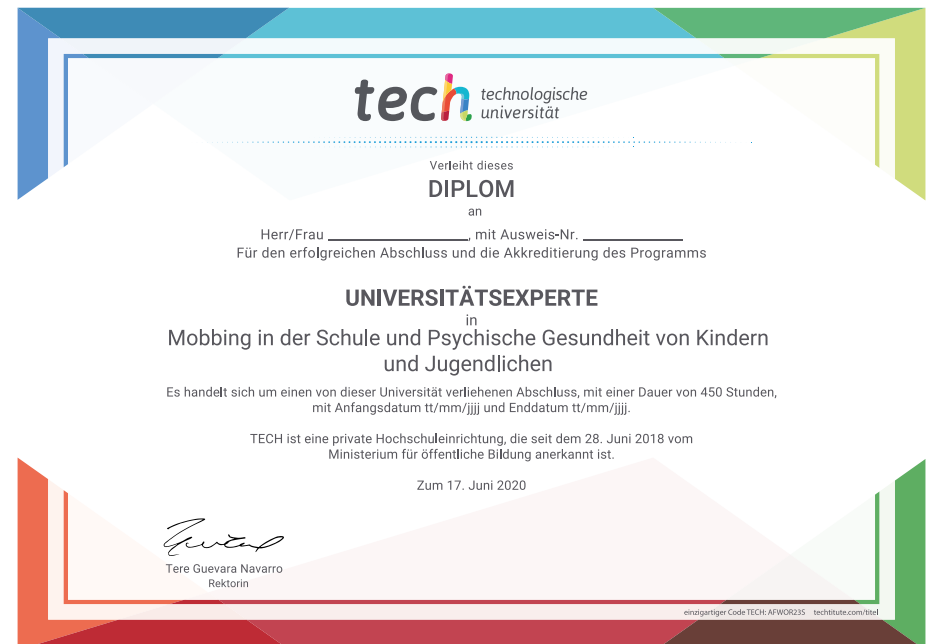 tech technologische
universität
Verleiht dieses
DIPLOM
an
Herr/Frau ____________________, mit Ausweis-Nr. ______________
Für den erfolgreichen Abschluss und die Akkreditierung des Programms
UNIVERSITÄTSEXPERTE
in
Mobbing in der Schule und Psychische Gesundheit von Kindern
und Jugendlichen
Es handelt sich um einen von dieser Universität verliehenen Abschluss, mit einer Dauer von 450 Stunden,
mit Anfangsdatum tt/mm/jjjj und Enddatum tt/mm/jjjj.
TECH ist eine private Hochschuleinrichtung, die seit dem 28. Juni 2018 vom
Ministerium für öffentliche Bildung anerkannt ist.
Zum 17. Juni 2020
Tere Guevara Navarro
Rektorin
einzigartiger Code TECH: AFWOR23S techtitute.com/titel